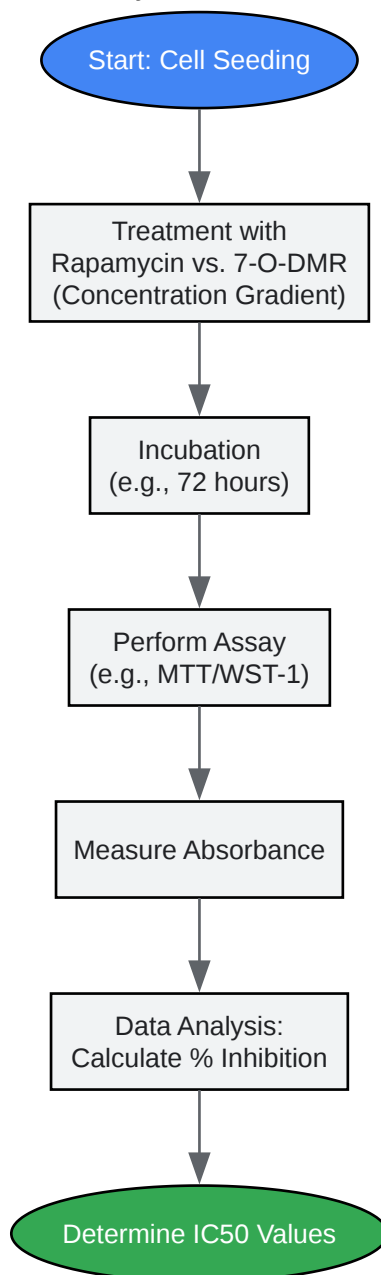 Start: Cell Seeding
Treatment with
Rapamycin vs. 7-O-DMR
(Concentration Gradient)
Incubation
(e.g., 72 hours)
Perform Assay
(e.g., MTT/WST-1)
Measure Absorbance
Data Analysis:
Calculate % Inhibition
Determine IC50 Values